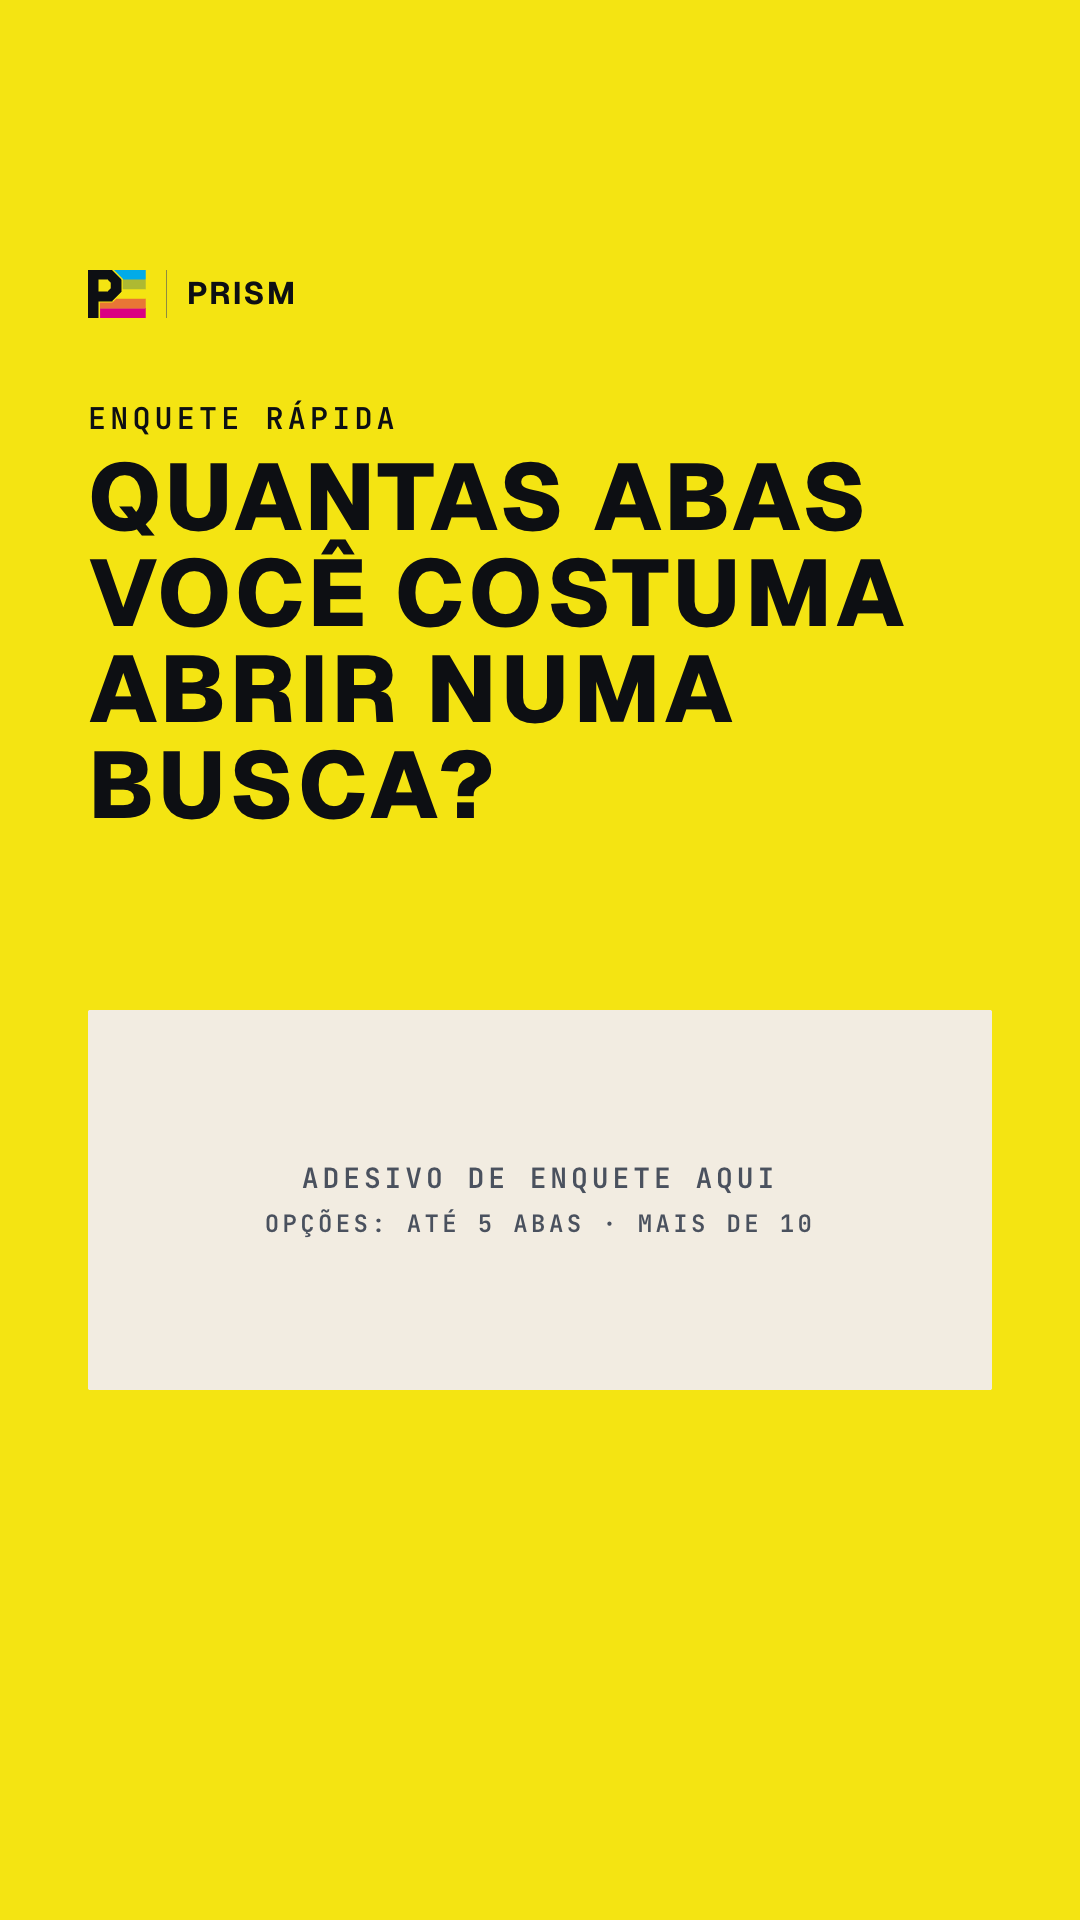 PE PRISM
ENQUETE RÁPIDA
QUANTAS ABAS
VOCÊ COSTUMA
ABRIR NUMA
BUSCA?
ADESIVO DE ENQUETE AQUI
OPÇÕES: ATÉ 5 ABAS · MAIS DE 10